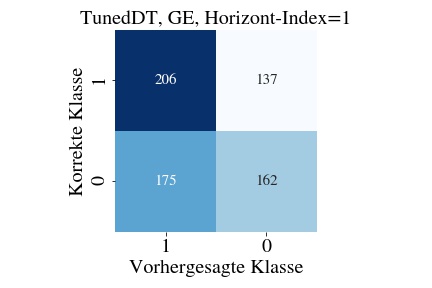 TunedDT, GE, Horizont-Index=1
Korrekte Klasse
1
206 137
0
175 162
1 0
Vorhergesagte Klasse